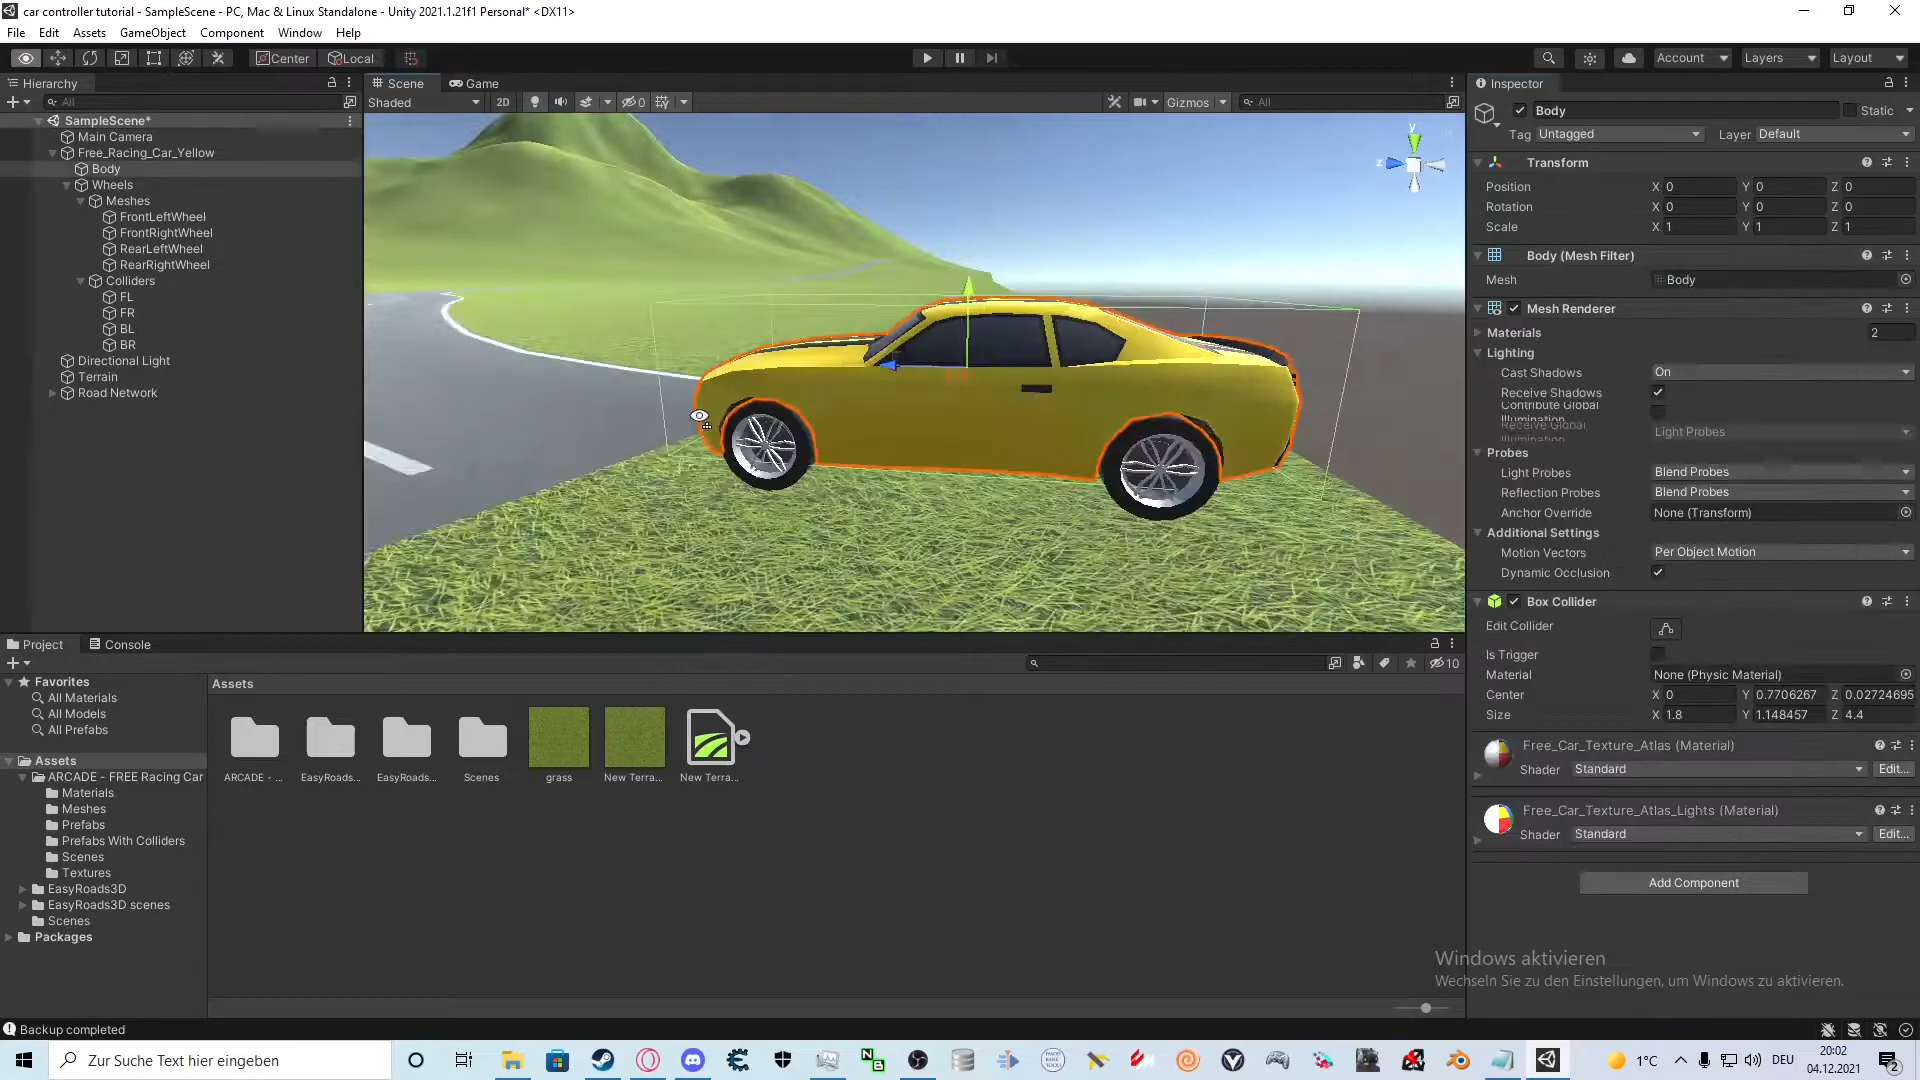 car controller tutorial - SampleScene - PC, Mac & Linux Standalone - Unity 2021.1.21f1 Personal* <DX11>
File Edit Assets GameObject Component Window Help
Center Local Account Layers Layout
Hierarchy
All
SampleScene*
Main Camera
Free_Racing_Car_Yellow
Body
Wheels
Meshes
FrontLeftWheel
FrontRightWheel
RearLeftWheel
RearRightWheel
Colliders
FL
FR
BL
BR
Directional Light
Terrain
Road Network
Scene Game
Shaded 2D 0 Gizmos All
y
z
Inspector
Body Static
Tag Untagged Layer Default
Transform
Position X 0 Y 0 Z 0
Rotation X 0 Y 0 Z 0
Scale X 1 Y 1 Z 1
Body (Mesh Filter)
Mesh Body
Mesh Renderer
Materials 2
Lighting
Cast Shadows On
Receive Shadows
Contribute Global
Illumination
Receive Global
Illumination Light Probes
Probes
Light Probes Blend Probes
Reflection Probes Blend Probes
Anchor Override None (Transform)
Additional Settings
Motion Vectors Per Object Motion
Dynamic Occlusion
Box Collider
Edit Collider
Is Trigger
Material None (Physic Material)
Center X 0 Y 0.7706267 Z 0.02724695
Size X 1.8 Y 1.148457 Z 4.4
Free_Car_Texture_Atlas (Material)
Shader Standard Edit...
Free_Car_Texture_Atlas_Lights (Material)
Shader Standard Edit...
Add Component
Project Console
10
Favorites
All Materials
All Models
All Prefabs
Assets
ARCADE - FREE Racing Car
Materials
Meshes
Prefabs
Prefabs With Colliders
Scenes
Textures
EasyRoads3D
EasyRoads3D scenes
Scenes
Packages
Assets
ARCADE - ... EasyRoads... EasyRoads... Scenes grass New Terra... New Terra...
Windows aktivieren
Wechseln Sie zu den Einstellungen, um Windows zu aktivieren.
Backup completed
Zur Suche Text hier eingeben
1°C DEU 20:02
04.12.2021
2